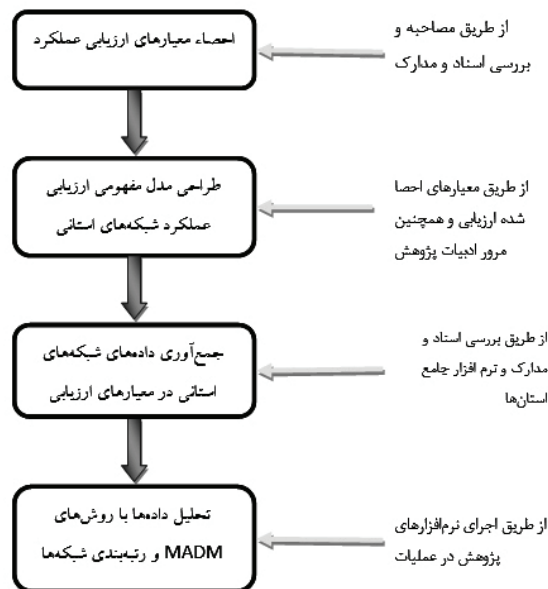 احصاء معیارهای ارزیابی عملکرد
از طریق مصاحبه و
بررسی اسناد و مدارک
طراحی مدل مفهومی ارزیابی
عملکرد شبکه‌های استانی
از طریق معیارهای احصا
شده ارزیابی و همچنین
مرور ادبیات پژوهش
جمع‌آوری داده‌های شبکه‌های
استانی در معیارهای ارزیابی
از طریق بررسی اسناد و
مدارک و نرم افزار جامع
استان‌ها
تحلیل داده‌ها با روش‌های
MADM و رتبه‌بندی شبکه‌ها
از طریق اجرای نرم‌افزارهای
پژوهش در عملیات